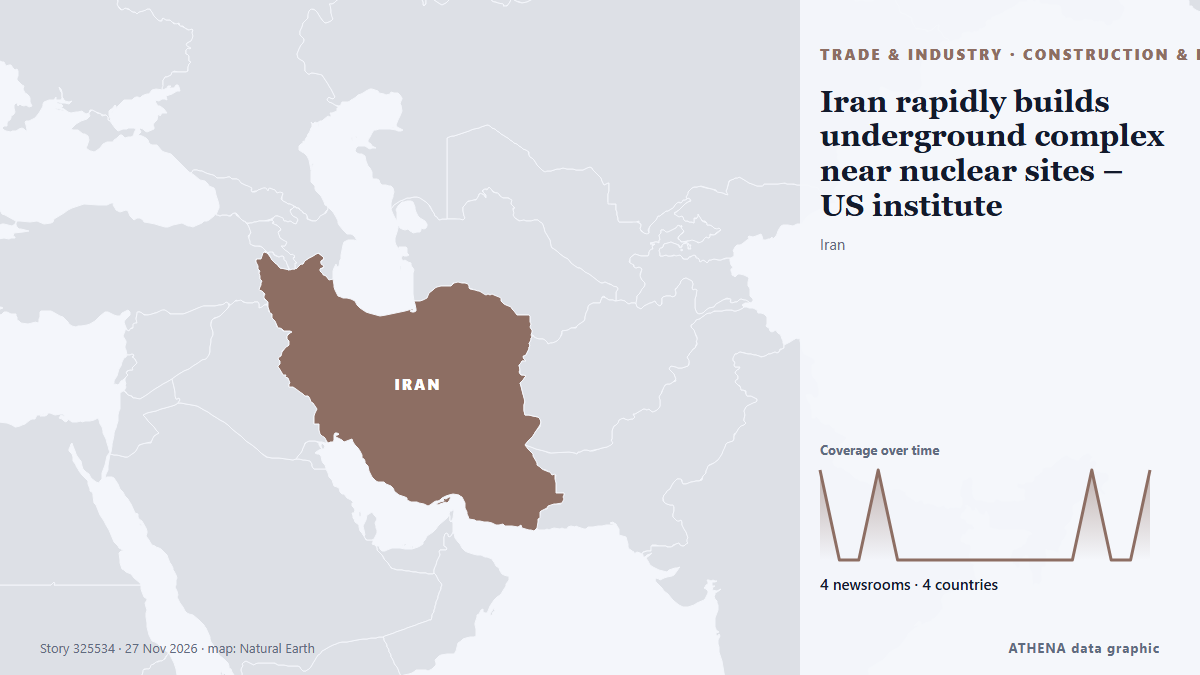 TRADE & INDUSTRY · CONSTRUCTION &
Iran rapidly builds
underground complex
near nuclear sites –
US institute
Iran
IRAN
Coverage over time
4 newsrooms · 4 countries
Story 325534 · 27 Nov 2026 · map: Natural Earth
ATHENA data graphic